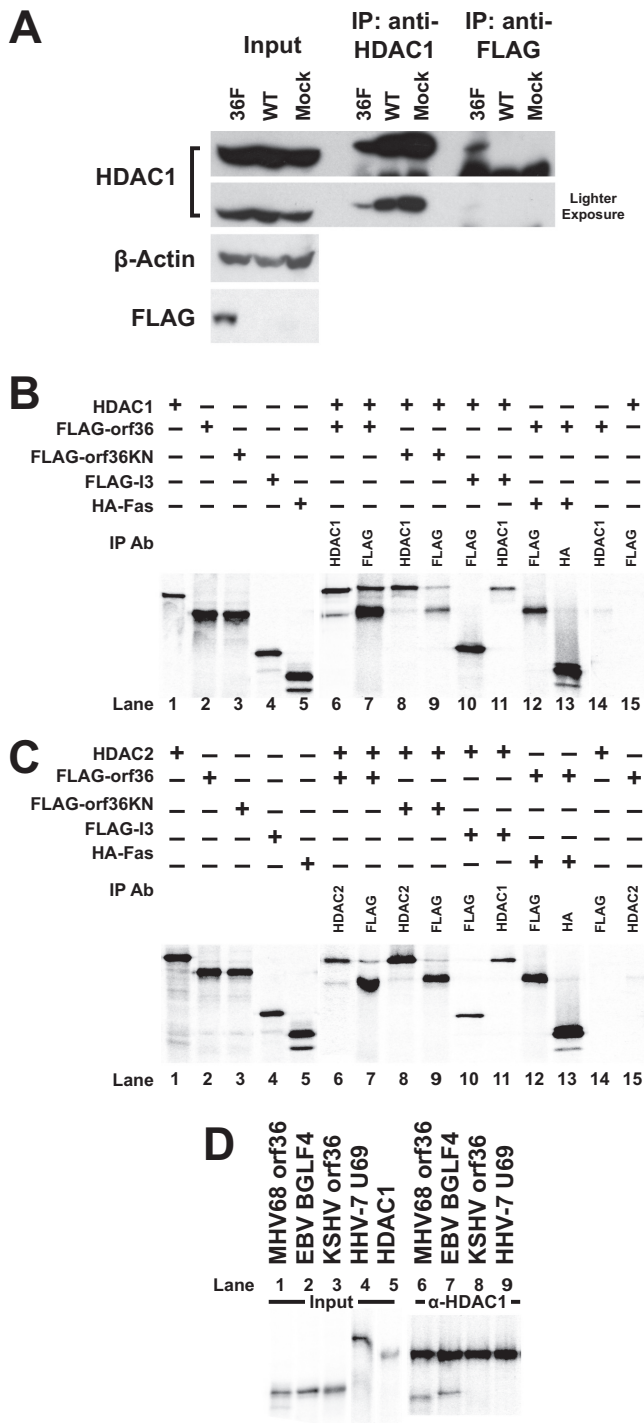 A
Input
IP: anti-
HDAC1
IP: anti-
FLAG
36F WT Mock 36F WT Mock 36F WT Mock
HDAC1
Lighter
Exposure
β-Actin
FLAG
B
HDAC1 + – – – – + + + + + + – – – +
FLAG-orf36 – + – – – + + – – – – + + + –
FLAG-orf36KN – – + – – – – + + – – – – – –
FLAG-I3 – – – + – – – – – + + – – – –
HA-Fas – – – – + – – – – – – + + – –
IP Ab HDAC1 FLAG HDAC1 FLAG FLAG HDAC1 FLAG HA HDAC1 FLAG
Lane 1 2 3 4 5 6 7 8 9 10 11 12 13 14 15
C
HDAC2 + – – – – + + + + + + – – + –
FLAG-orf36 – + – – – + + – – – – + + – +
FLAG-orf36KN – – + – – – – + + – – – – – –
FLAG-I3 – – – + – – – – – + + – – – –
HA-Fas – – – – + – – – – – – + + – –
IP Ab HDAC2 FLAG HDAC2 FLAG FLAG HDAC1 FLAG HA FLAG HDAC2
Lane 1 2 3 4 5 6 7 8 9 10 11 12 13 14 15
D
MHV68 orf36
EBV BGLF4
KSHV orf36
HHV-7 U69
HDAC1
MHV68 orf36
EBV BGLF4
KSHV orf36
HHV-7 U69
Lane 1 2 3 4 5 6 7 8 9
Input α-HDAC1